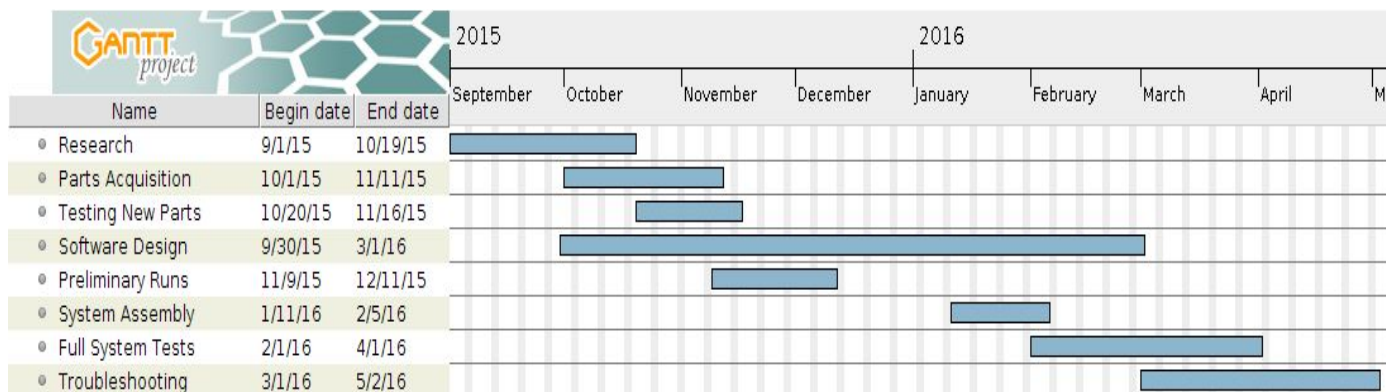 GANTT
project
2015 2016
September October November December January February March April M
Name Begin date End date
Research 9/1/15 10/19/15
Parts Acquisition 10/1/15 11/11/15
Testing New Parts 10/20/15 11/16/15
Software Design 9/30/15 3/1/16
Preliminary Runs 11/9/15 12/11/15
System Assembly 1/11/16 2/5/16
Full System Tests 2/1/16 4/1/16
Troubleshooting 3/1/16 5/2/16